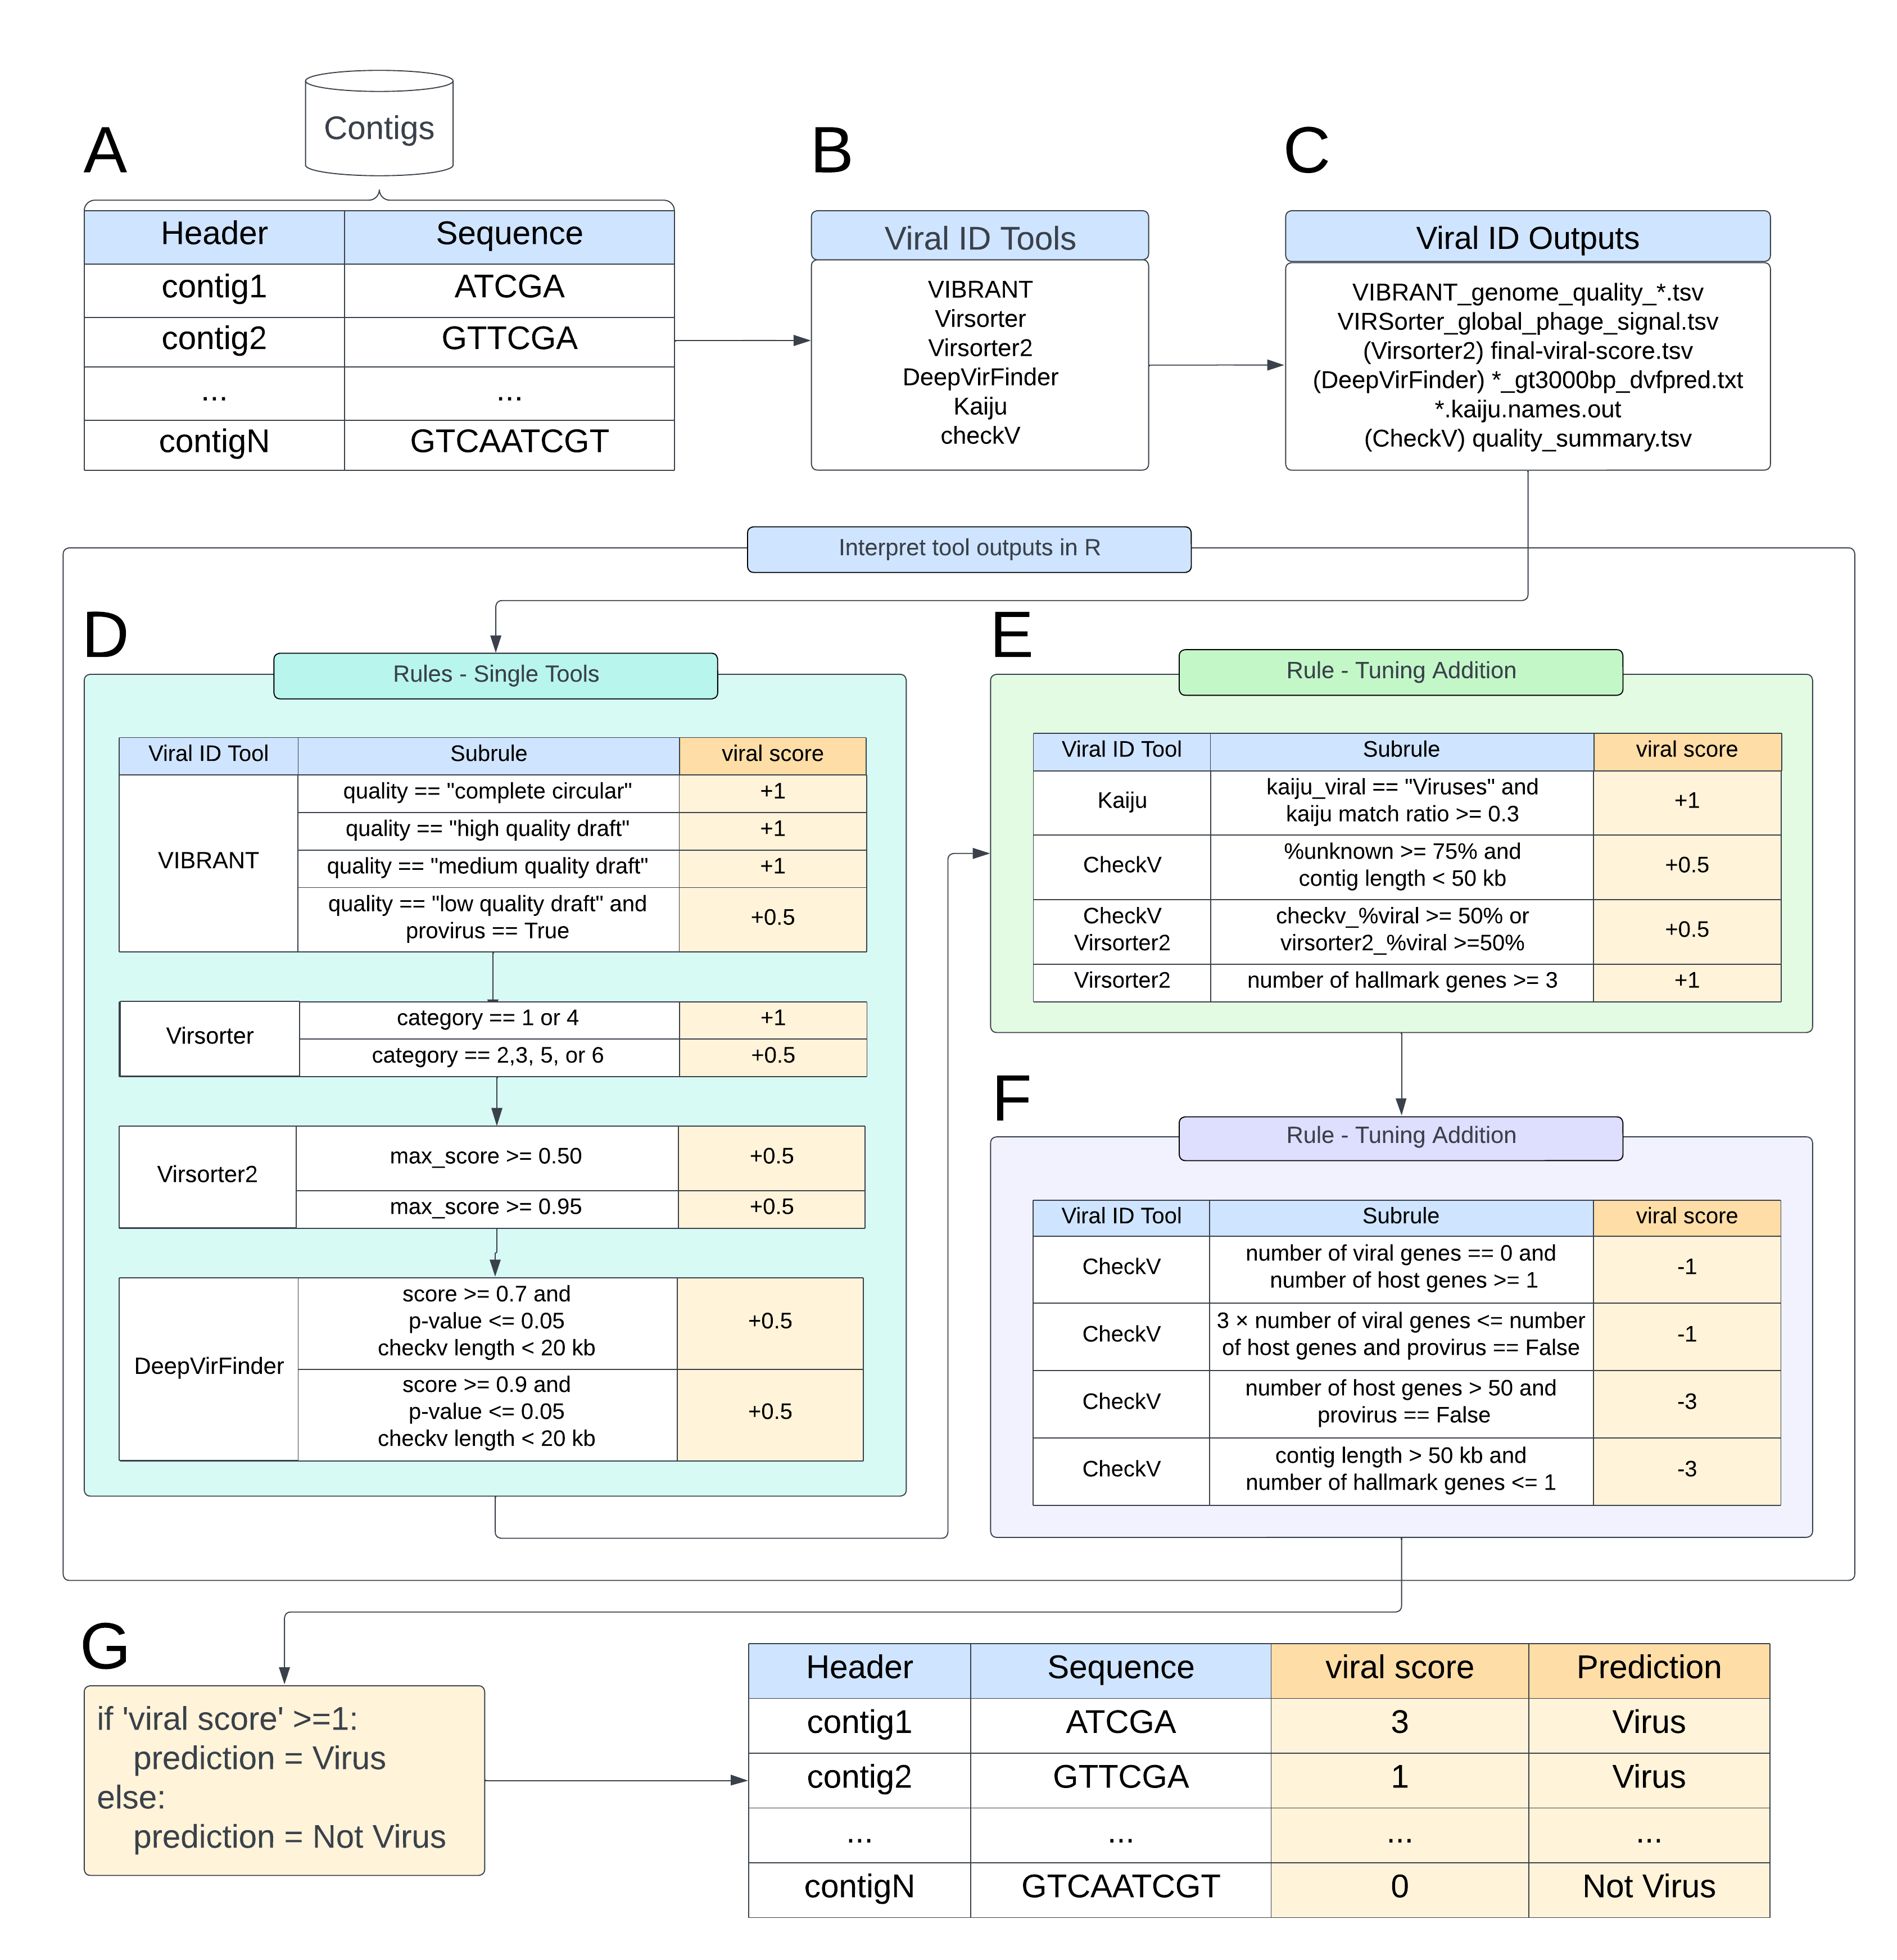 A
Contigs
Header Sequence
contig1 ATCGA
contig2 GTTCGA
... ...
contigN GTCAATCGT
B
Viral ID Tools
VIBRANT
Virsorter
Virsorter2
DeepVirFinder
Kaiju
checkV
C
Viral ID Outputs
VIBRANT_genome_quality_*.tsv
VIRSorter_global_phage_signal.tsv
(Virsorter2) final-viral-score.tsv
(DeepVirFinder) *_gt3000bp_dvfpred.txt
*.kaiju.names.out
(CheckV) quality_summary.tsv
Interpret tool outputs in R
D
Rules - Single Tools
Viral ID Tool Subrule viral score
VIBRANT
quality == "complete circular" +1
quality == "high quality draft" +1
quality == "medium quality draft" +1
quality == "low quality draft" and
provirus == True
+0.5
Virsorter
category == 1 or 4 +1
category == 2,3, 5, or 6 +0.5
Virsorter2
max_score >= 0.50 +0.5
max_score >= 0.95 +0.5
DeepVirFinder
score >= 0.7 and
p-value <= 0.05
checkv length < 20 kb
+0.5
score >= 0.9 and
p-value <= 0.05
checkv length < 20 kb
+0.5
E
Rule - Tuning Addition
Viral ID Tool Subrule viral score
Kaiju
kaiju_viral == "Viruses" and
kaiju match ratio >= 0.3
+1
CheckV
%unknown >= 75% and
contig length < 50 kb
+0.5
CheckV
Virsorter2
checkv_%viral >= 50% or
virsorter2_%viral >=50%
+0.5
Virsorter2 number of hallmark genes >= 3 +1
F
Rule - Tuning Addition
Viral ID Tool Subrule viral score
CheckV
number of viral genes == 0 and
number of host genes >= 1
-1
CheckV
3 × number of viral genes <= number
of host genes and provirus == False
-1
CheckV
number of host genes > 50 and
provirus == False
-3
CheckV
contig length > 50 kb and
number of hallmark genes <= 1
-3
G
if 'viral score' >=1:
prediction = Virus
else:
prediction = Not Virus
Header Sequence viral score Prediction
contig1 ATCGA 3 Virus
contig2 GTTCGA 1 Virus
... ... ... ...
contigN GTCAATCGT 0 Not Virus